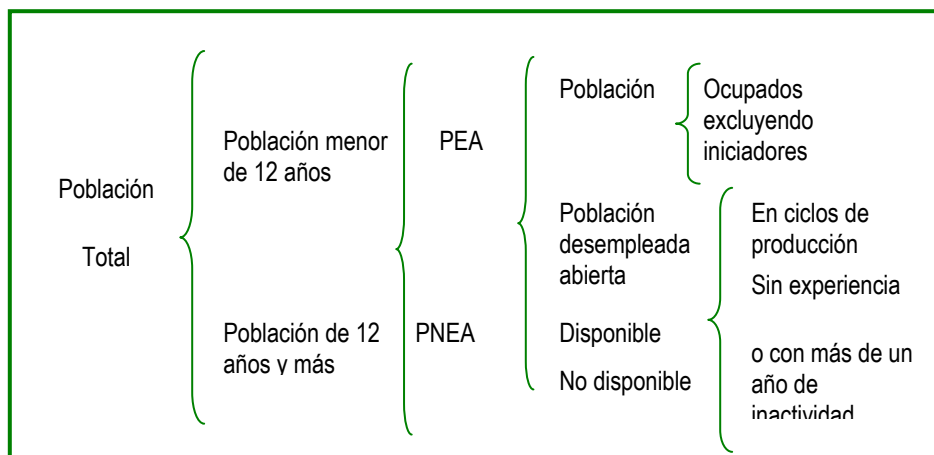 Población
Total
Población menor
de 12 años
Población de 12
años y más
PEA
PNEA
Población
Población
desempleada
abierta
Disponible
No disponible
Ocupados
excluyendo
iniciadores
En ciclos de
producción
Sin experiencia
o con más de un
año de
inactividad